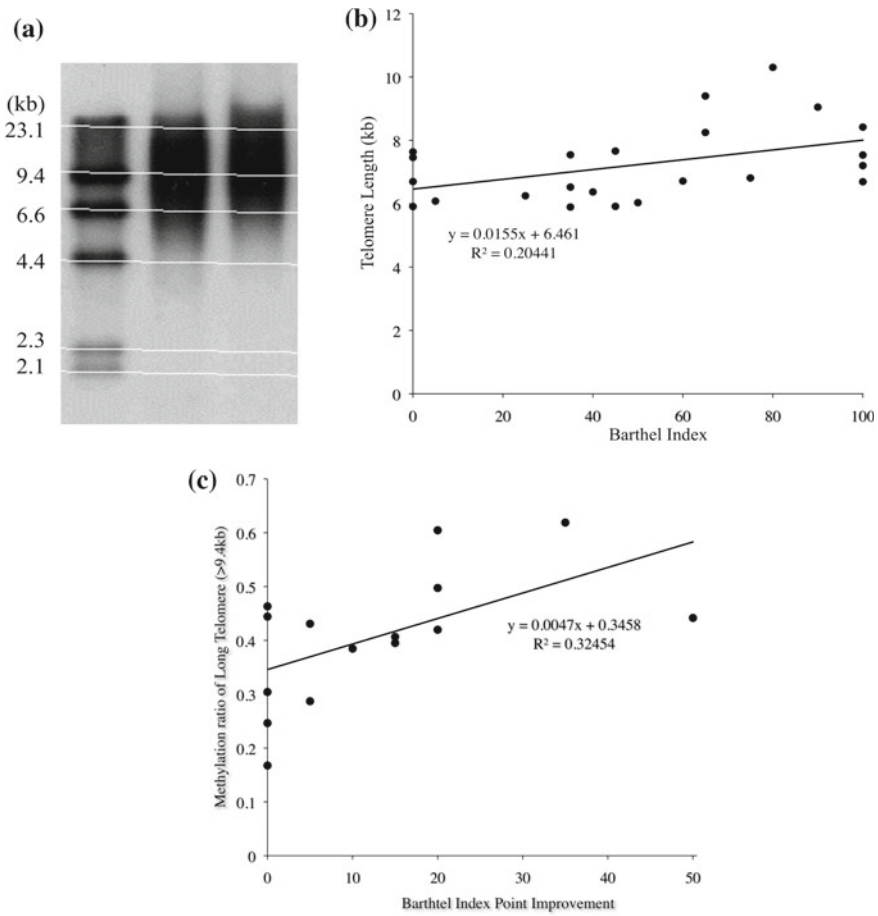 (a)
(kb)
23.1
9.4
6.6
4.4
2.3
2.1
(b)
12
10
8
6
4
2
0
Telomere Length (kb)
y = 0.0155x + 6.461
R² = 0.20441
0 20 40 60 80 100
Barthel Index
(c)
0.7
0.6
0.5
0.4
0.3
0.2
0.1
0
Methylation ratio of Long Telomere (>9.4kb)
y = 0.0047x + 0.3458
R² = 0.32454
0 10 20 30 40 50
Barthtel Index Point Improvement